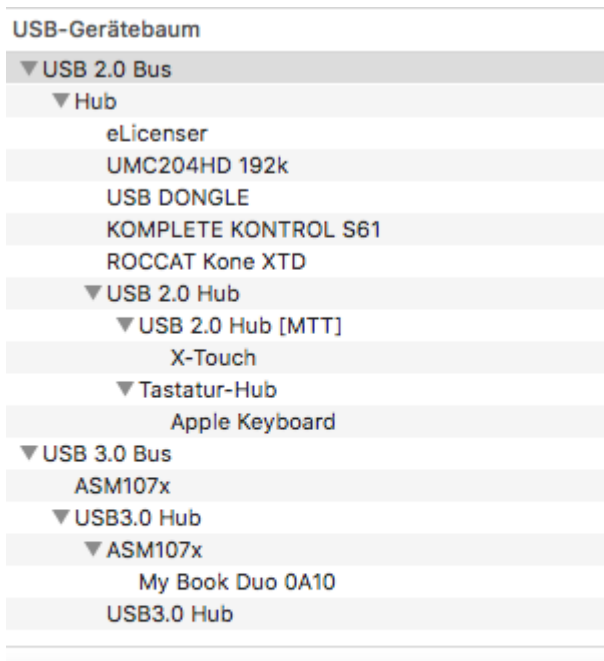 USB-Gerätebaum
USB 2.0 Bus
Hub
eLicenser
UMC204HD 192k
USB DONGLE
KOMPLETE KONTROL S61
ROCCAT Kone XTD
USB 2.0 Hub
USB 2.0 Hub [MTT]
X-Touch
Tastatur-Hub
Apple Keyboard
USB 3.0 Bus
ASM107x
USB3.0 Hub
ASM107x
My Book Duo 0A10
USB3.0 Hub